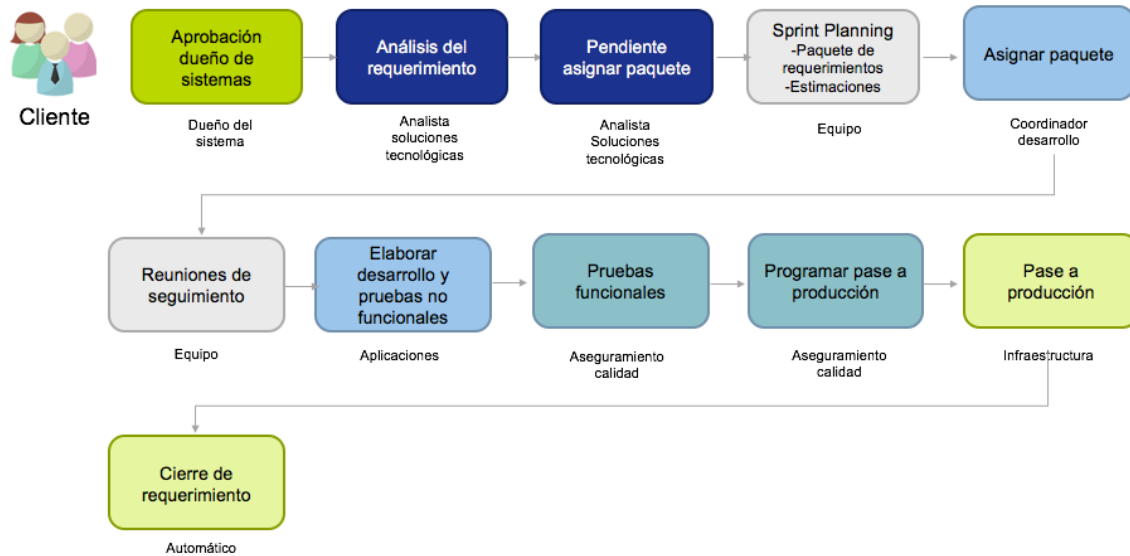 Cliente
Aprobación
dueño de
sistemas
Dueño del
sistema
Análisis del
requerimiento
Analista
soluciones
tecnológicas
Pendiente
asignar paquete
Analista
Soluciones
tecnológicas
Sprint Planning
-Paquete de
requerimientos
-Estimaciones
Equipo
Asignar paquete
Coordinador
desarrollo
Reuniones de
seguimiento
Equipo
Elaborar
desarrollo y
pruebas no
funcionales
Aplicaciones
Pruebas
funcionales
Aseguramiento
calidad
Programar pase a
producción
Aseguramiento
calidad
Pase a
producción
Infraestructura
Cierre de
requerimiento
Automático